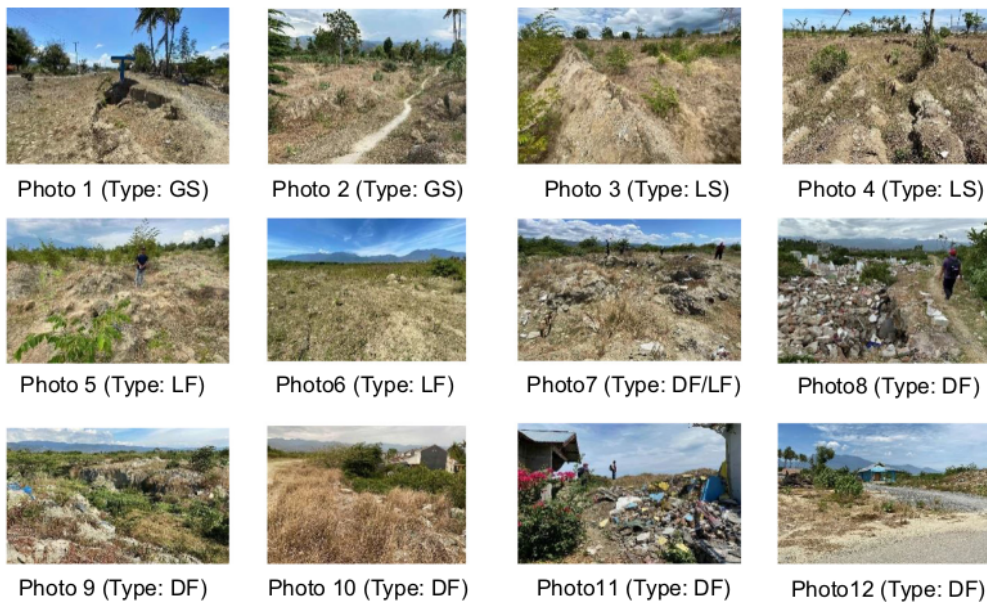 Photo 1 (Type: GS) Photo 2 (Type: GS) Photo 3 (Type: LS) Photo 4 (Type: LS)
Photo 5 (Type: LF) Photo6 (Type: LF) Photo7 (Type: DF/LF) Photo8 (Type: DF)
Photo 9 (Type: DF) Photo 10 (Type: DF) Photo11 (Type: DF) Photo12 (Type: DF)